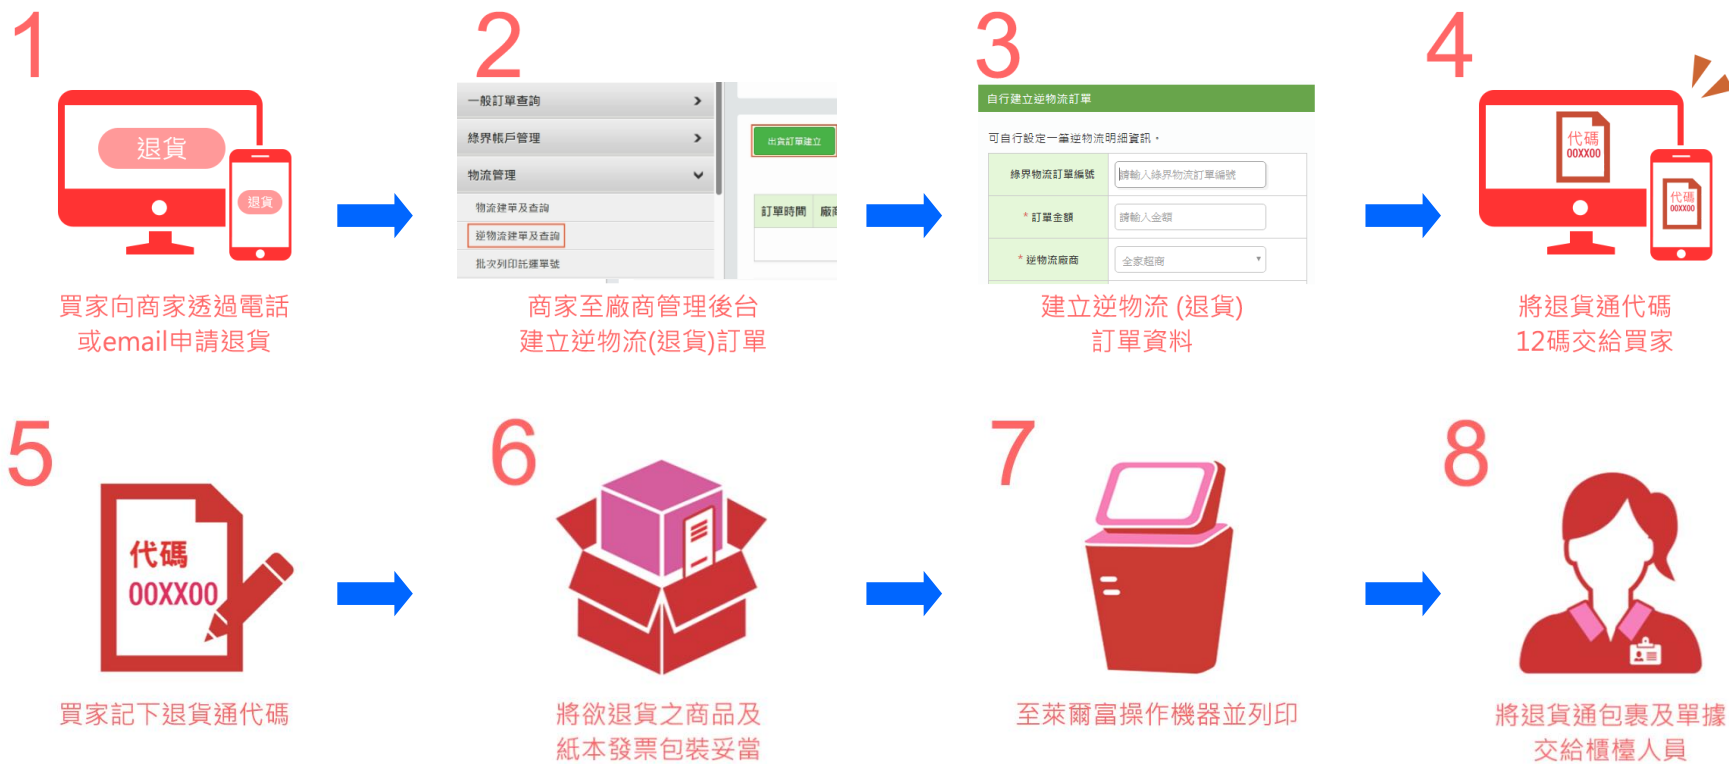 1
退貨
退貨
買家向商家透過電話
或email申請退貨
2
一般訂單查詢
綠界帳戶管理
物流管理
物流建單及查詢
逆物流建單及查詢
批次列印託運單號
出貨訂單建立
訂單時間 廠商
商家至廠商管理後台
建立逆物流(退貨)訂單
3
自行建立逆物流訂單
可自行設定一筆逆物流明細資訊。
綠界物流訂單編號 請輸入綠界物流訂單編號
* 訂單金額 請輸入金額
* 逆物流廠商 全家超商
建立逆物流 (退貨)
訂單資料
4
代碼
00XX00
代碼
00XX00
將退貨通代碼
12碼交給買家
5
代碼
00XX00
買家記下退貨通代碼
6
將欲退貨之商品及
紙本發票包裝妥當
7
至萊爾富操作機器並列印
8
將退貨通包裹及單據
交給櫃檯人員